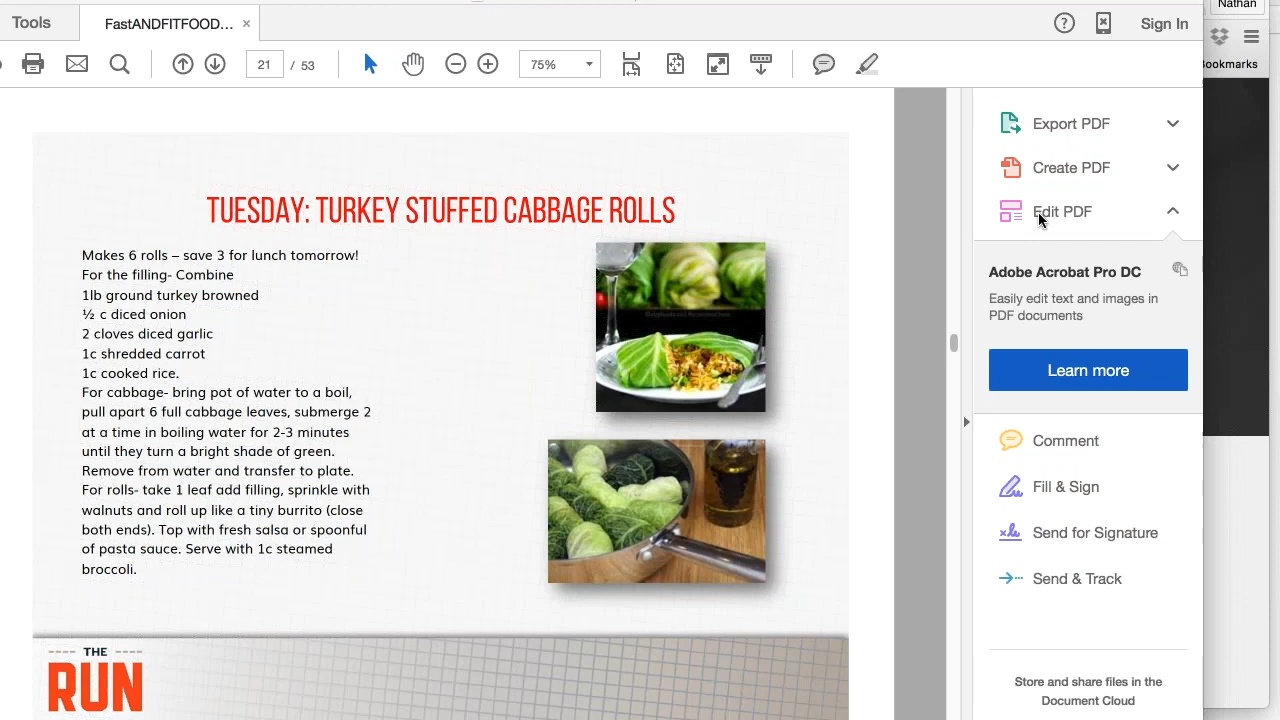 Nathan
Tools
FastANDFITFOOD... ×
Sign In
21 / 53
75%
Bookmarks
Export PDF
Create PDF
Edit PDF
Adobe Acrobat Pro DC
Easily edit text and images in
PDF documents
Learn more
Comment
Fill & Sign
Send for Signature
Send & Track
Store and share files in the
Document Cloud
TUESDAY: TURKEY STUFFED CABBAGE ROLLS
Makes 6 rolls – save 3 for lunch tomorrow!
For the filling- Combine
1lb ground turkey browned
½ c diced onion
2 cloves diced garlic
1c shredded carrot
1c cooked rice.
For cabbage- bring pot of water to a boil,
pull apart 6 full cabbage leaves, submerge 2
at a time in boiling water for 2-3 minutes
until they turn a bright shade of green.
Remove from water and transfer to plate.
For rolls- take 1 leaf add filling, sprinkle with
walnuts and roll up like a tiny burrito (close
both ends). Top with fresh salsa or spoonful
of pasta sauce. Serve with 1c steamed
broccoli.
THE
RUN